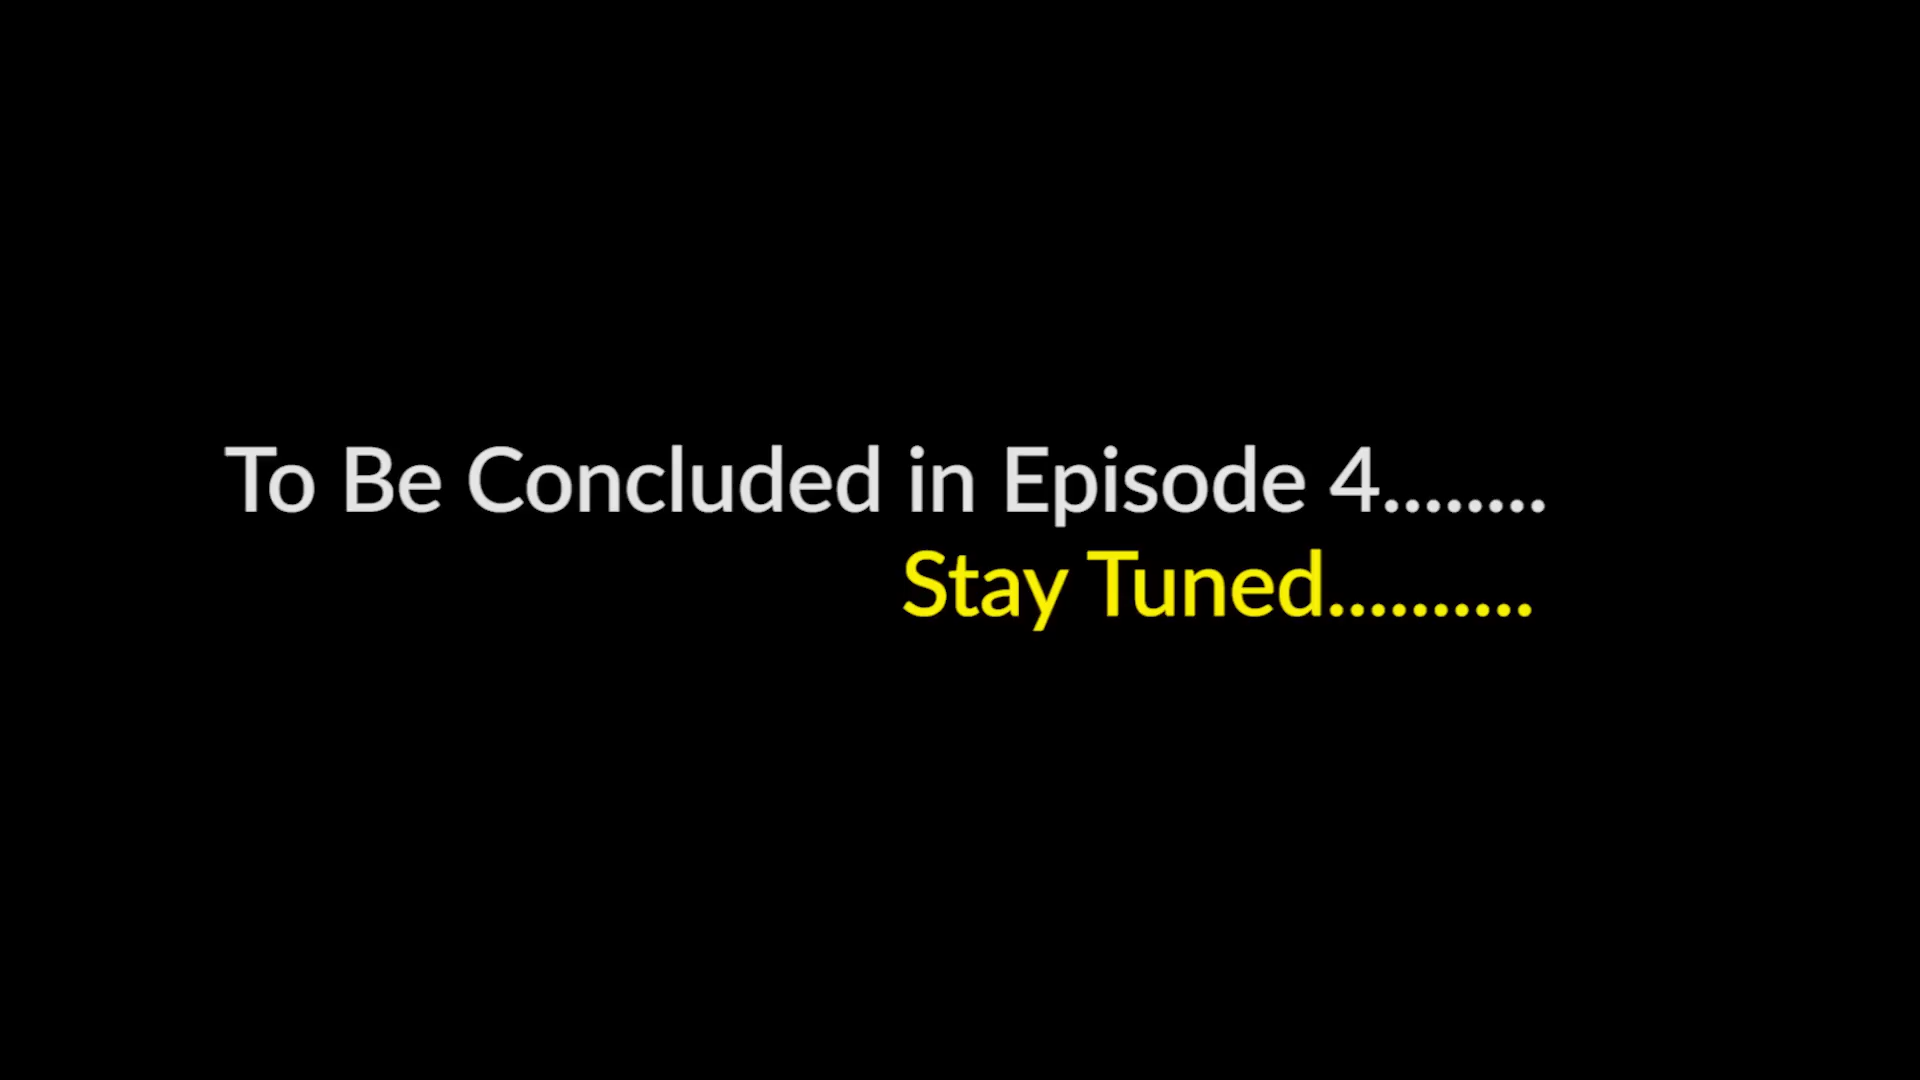 To Be Concluded in Episode 4........
Stay Tuned..........